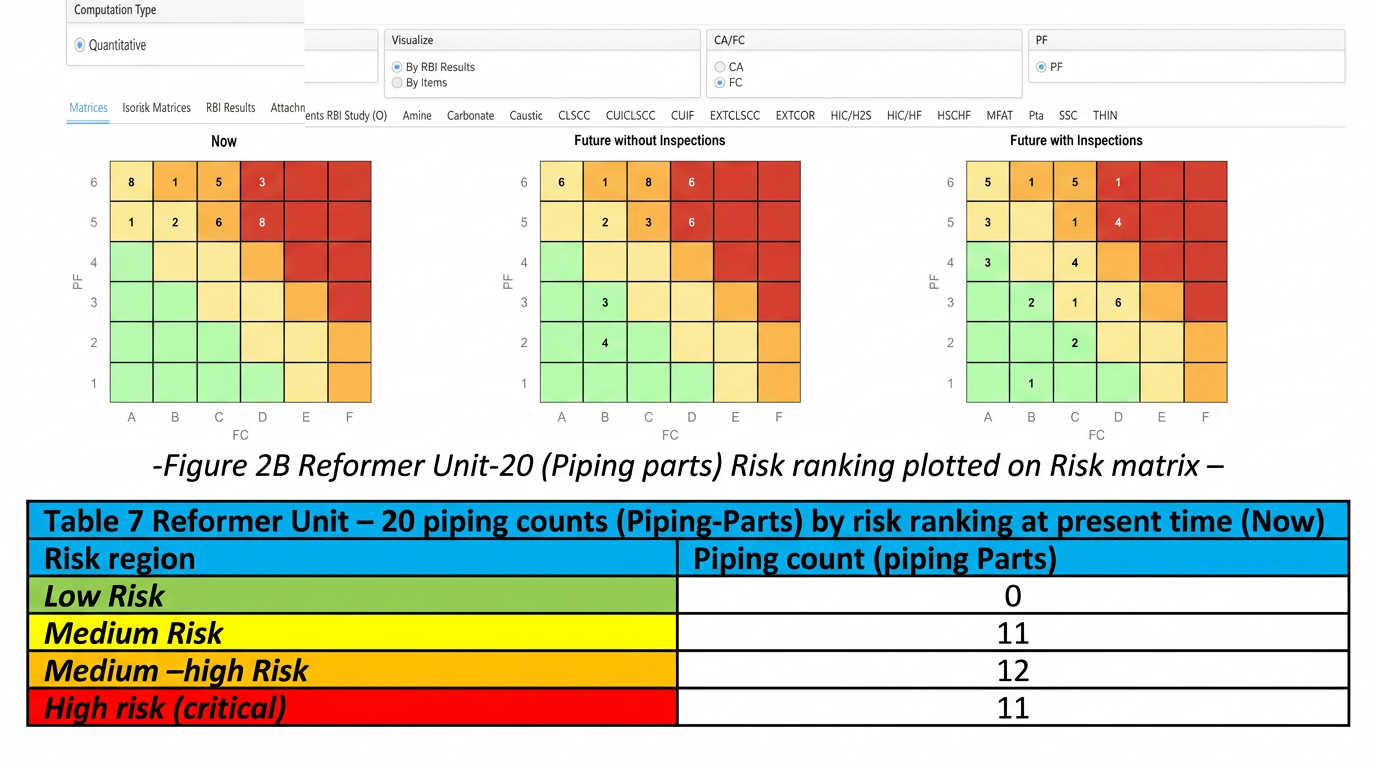 Computation Type
Quantitative
Visualize
By RBI Results
By Items
CA/FC
CA
FC
PF
PF
Matrices Isorisk Matrices RBI Results Attachments RBI Study (O) Amine Carbonate Caustic CLSCC CUICLSCC CUIF EXTCLSCC EXTCOR HIC/H2S HIC/HF HSCHF MFAT Pta SSC THIN
Now
6 8 1 5 3
5 1 2 6 8
4
3
2
1
PF
A B C D E F
FC
Future without Inspections
6 6 1 8 6
5 2 3 6
4
3 3
2 4
1
PF
A B C D E F
FC
Future with Inspections
6 5 1 5 1
5 3 1 4
4 3 4
3 2 1 6
2 2
1 1
PF
A B C D E F
FC
-Figure 2B Reformer Unit-20 (Piping parts) Risk ranking plotted on Risk matrix –
Table 7 Reformer Unit – 20 piping counts (Piping-Parts) by risk ranking at present time (Now)
Risk region Piping count (piping Parts)
Low Risk 0
Medium Risk 11
Medium –high Risk 12
High risk (critical) 11